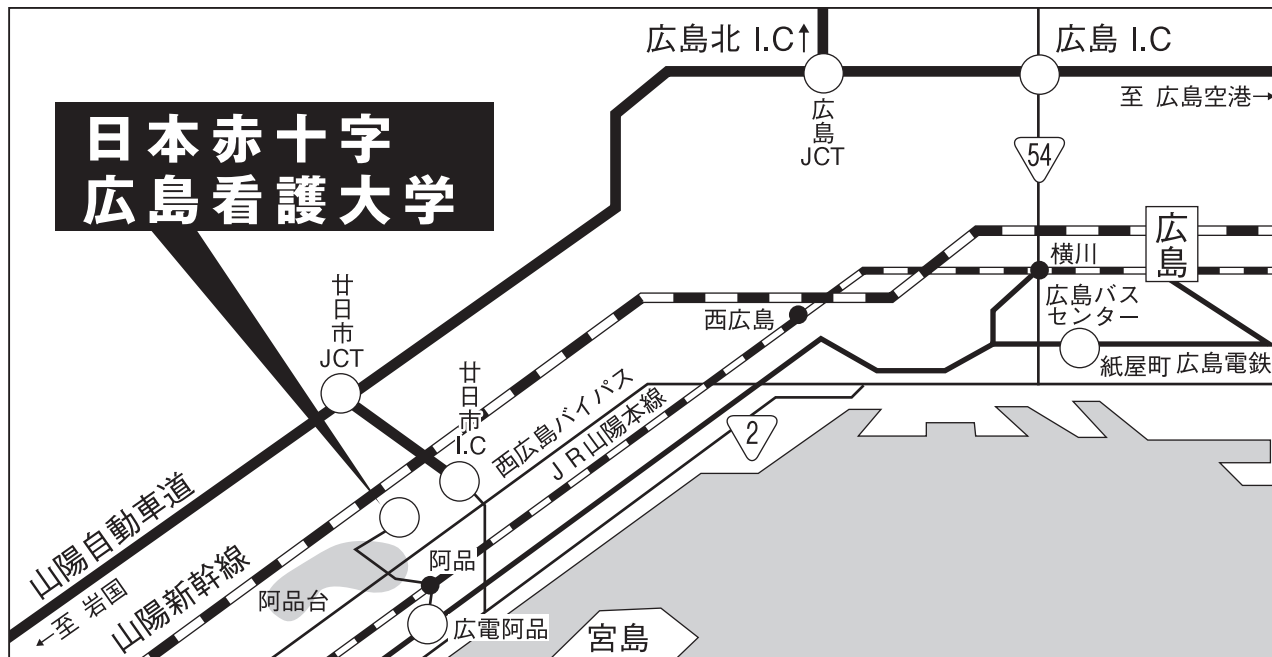 広島北 I.C↑
広島 I.C
至 広島空港→
広島
JCT
54
日本赤十字
広島看護大学
広島
横川
広島バス
センター
紙屋町
広島電鉄
西広島
廿日市
JCT
廿日市
I.C
西広島バイパス
JR山陽本線
2
山陽自動車道
山陽新幹線
←至 岩国
阿品
阿品台
広電阿品
宮島